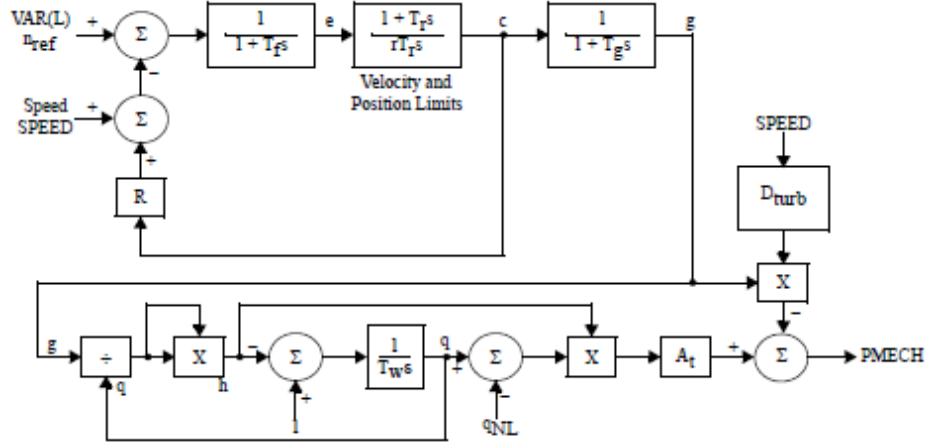 VAR(L)
nref
+
Σ
−
1
1 + Tfs
e
1 + Trs
rTrs
Velocity and
Position Limits
c
1
1 + Tgs
g
Speed
SPEED
+
Σ
+
R
SPEED
Dturb
X
−
g
÷
q
X
h
−
Σ
+
1
1
Tws
q
+
Σ
−
qNL
X
At
+
Σ
PMECH